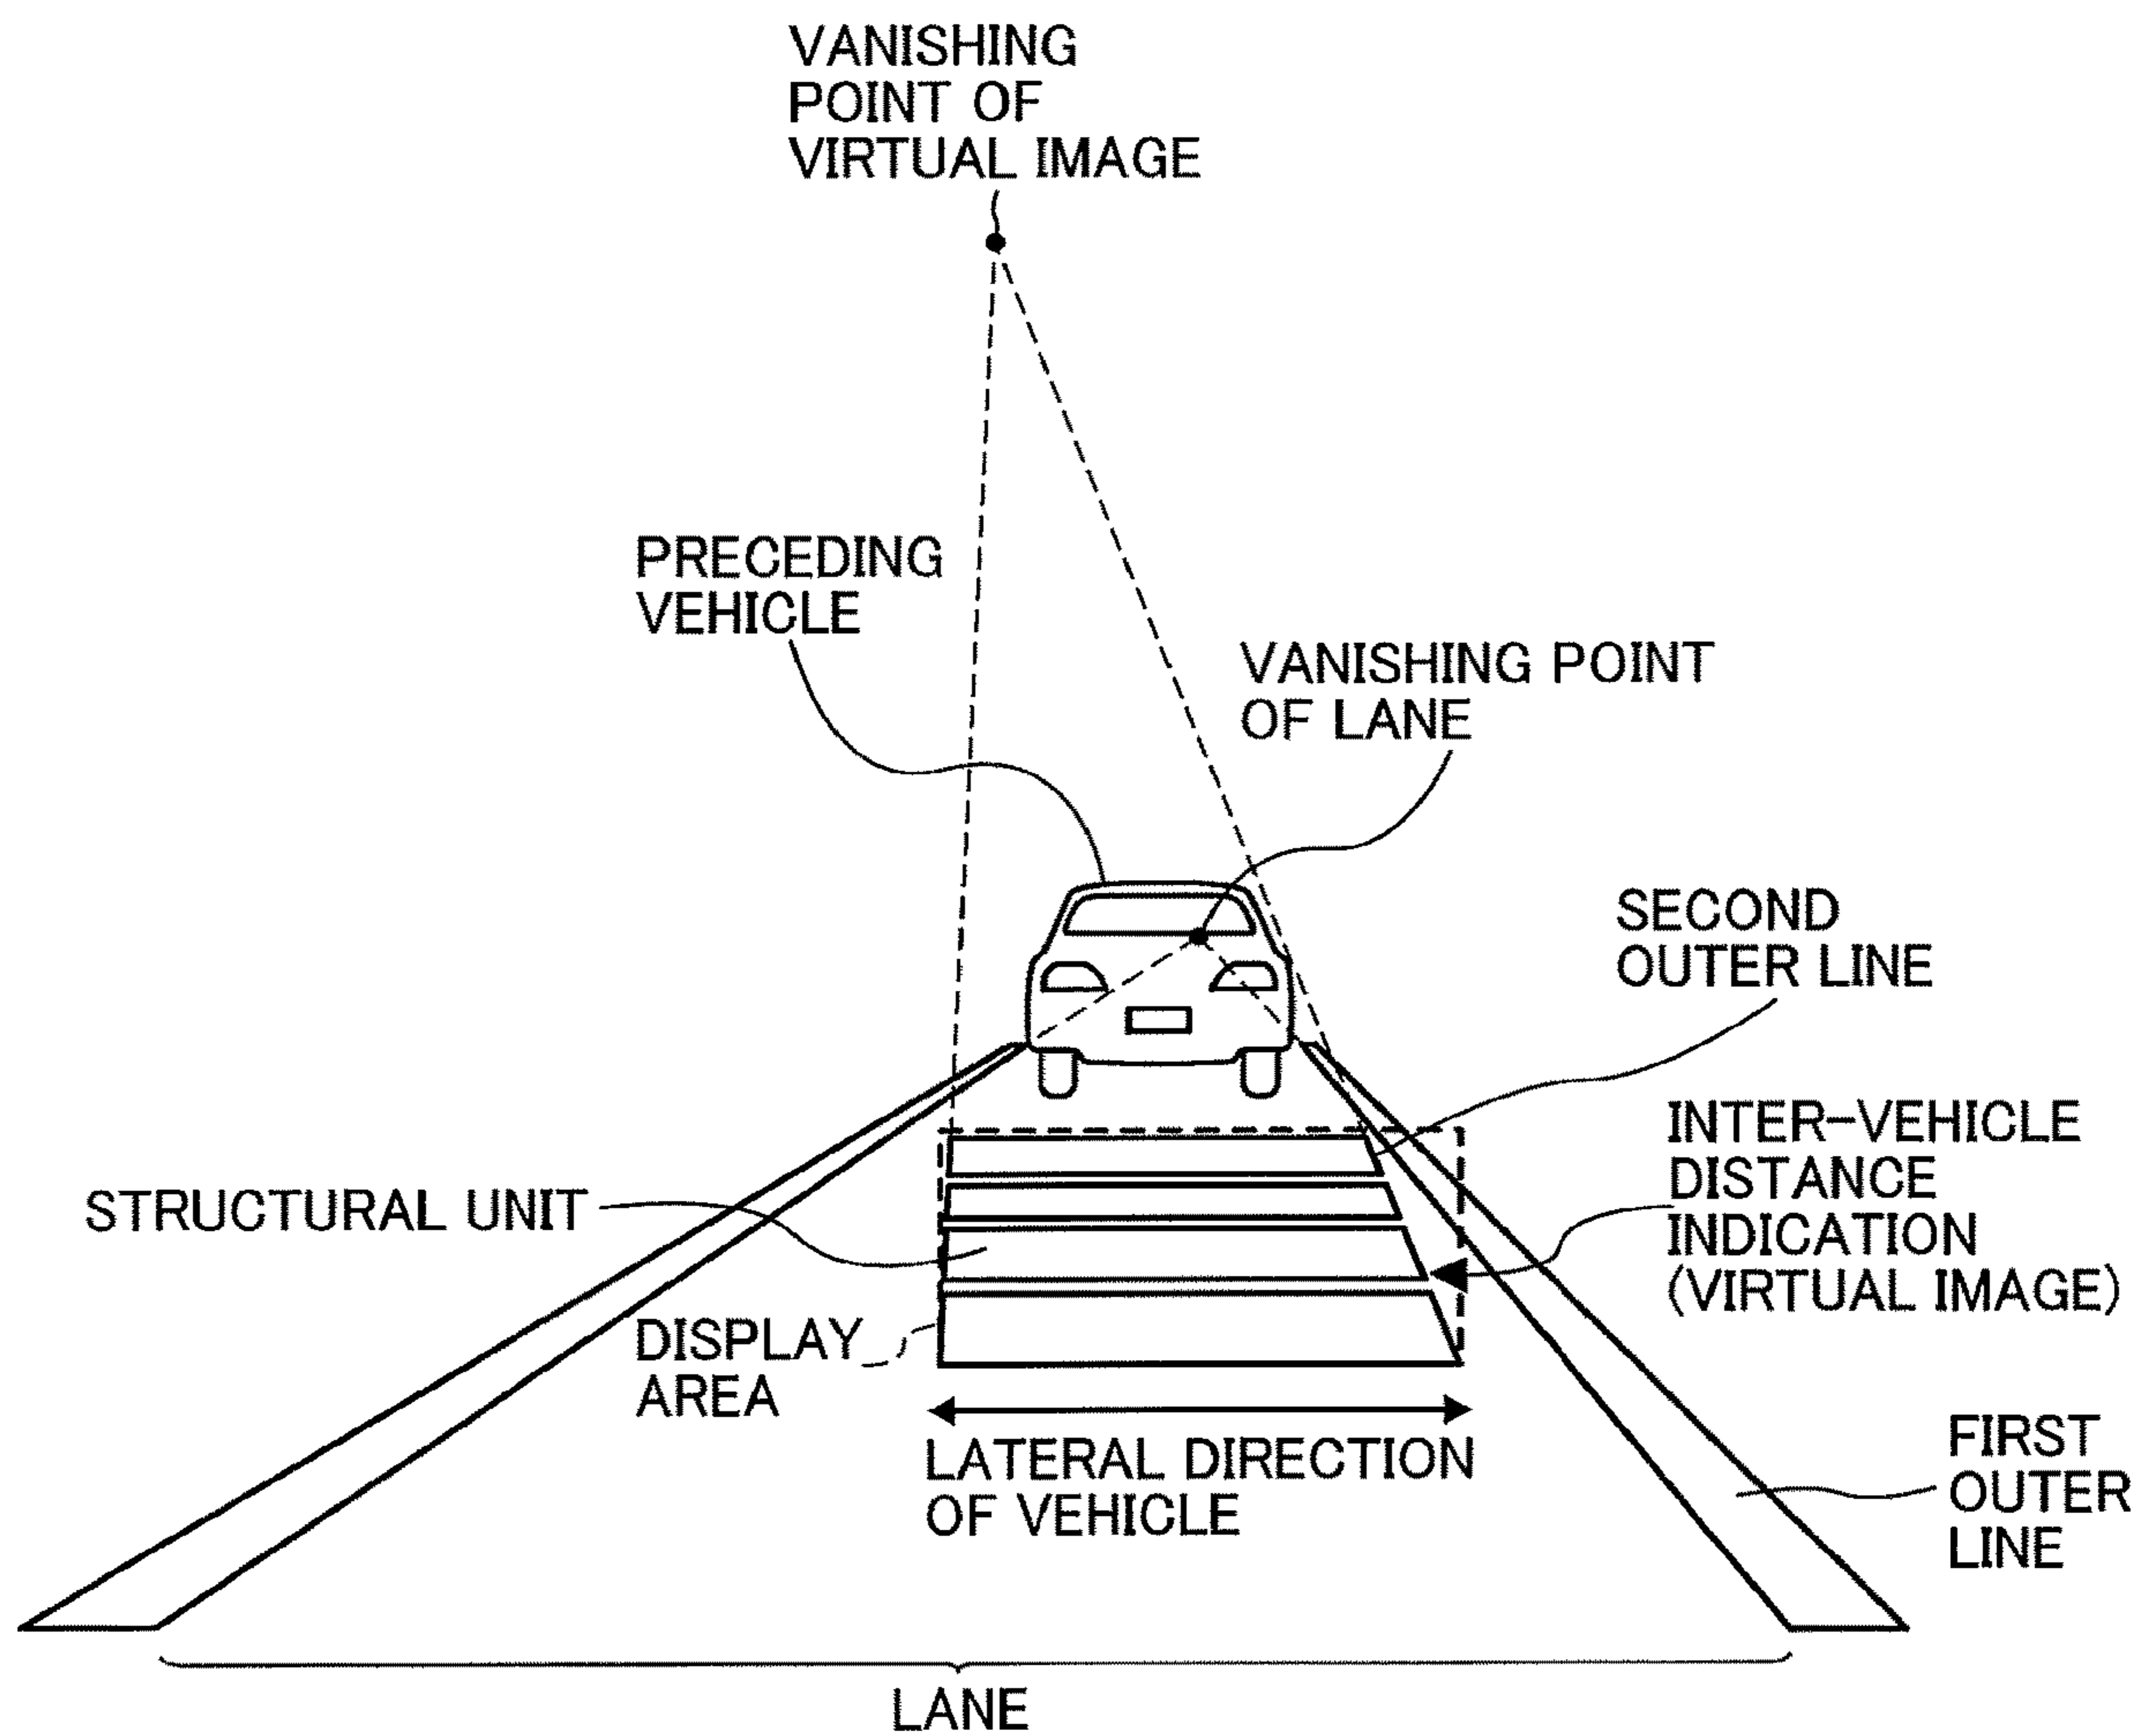 VANISHING
POINT OF
VIRTUAL IMAGE
PRECEDING
VEHICLE
VANISHING POINT
OF LANE
SECOND
OUTER LINE
INTER-VEHICLE
DISTANCE
INDICATION
(VIRTUAL IMAGE)
STRUCTURAL UNIT
DISPLAY
AREA
LATERAL DIRECTION
OF VEHICLE
FIRST
OUTER
LINE
LANE